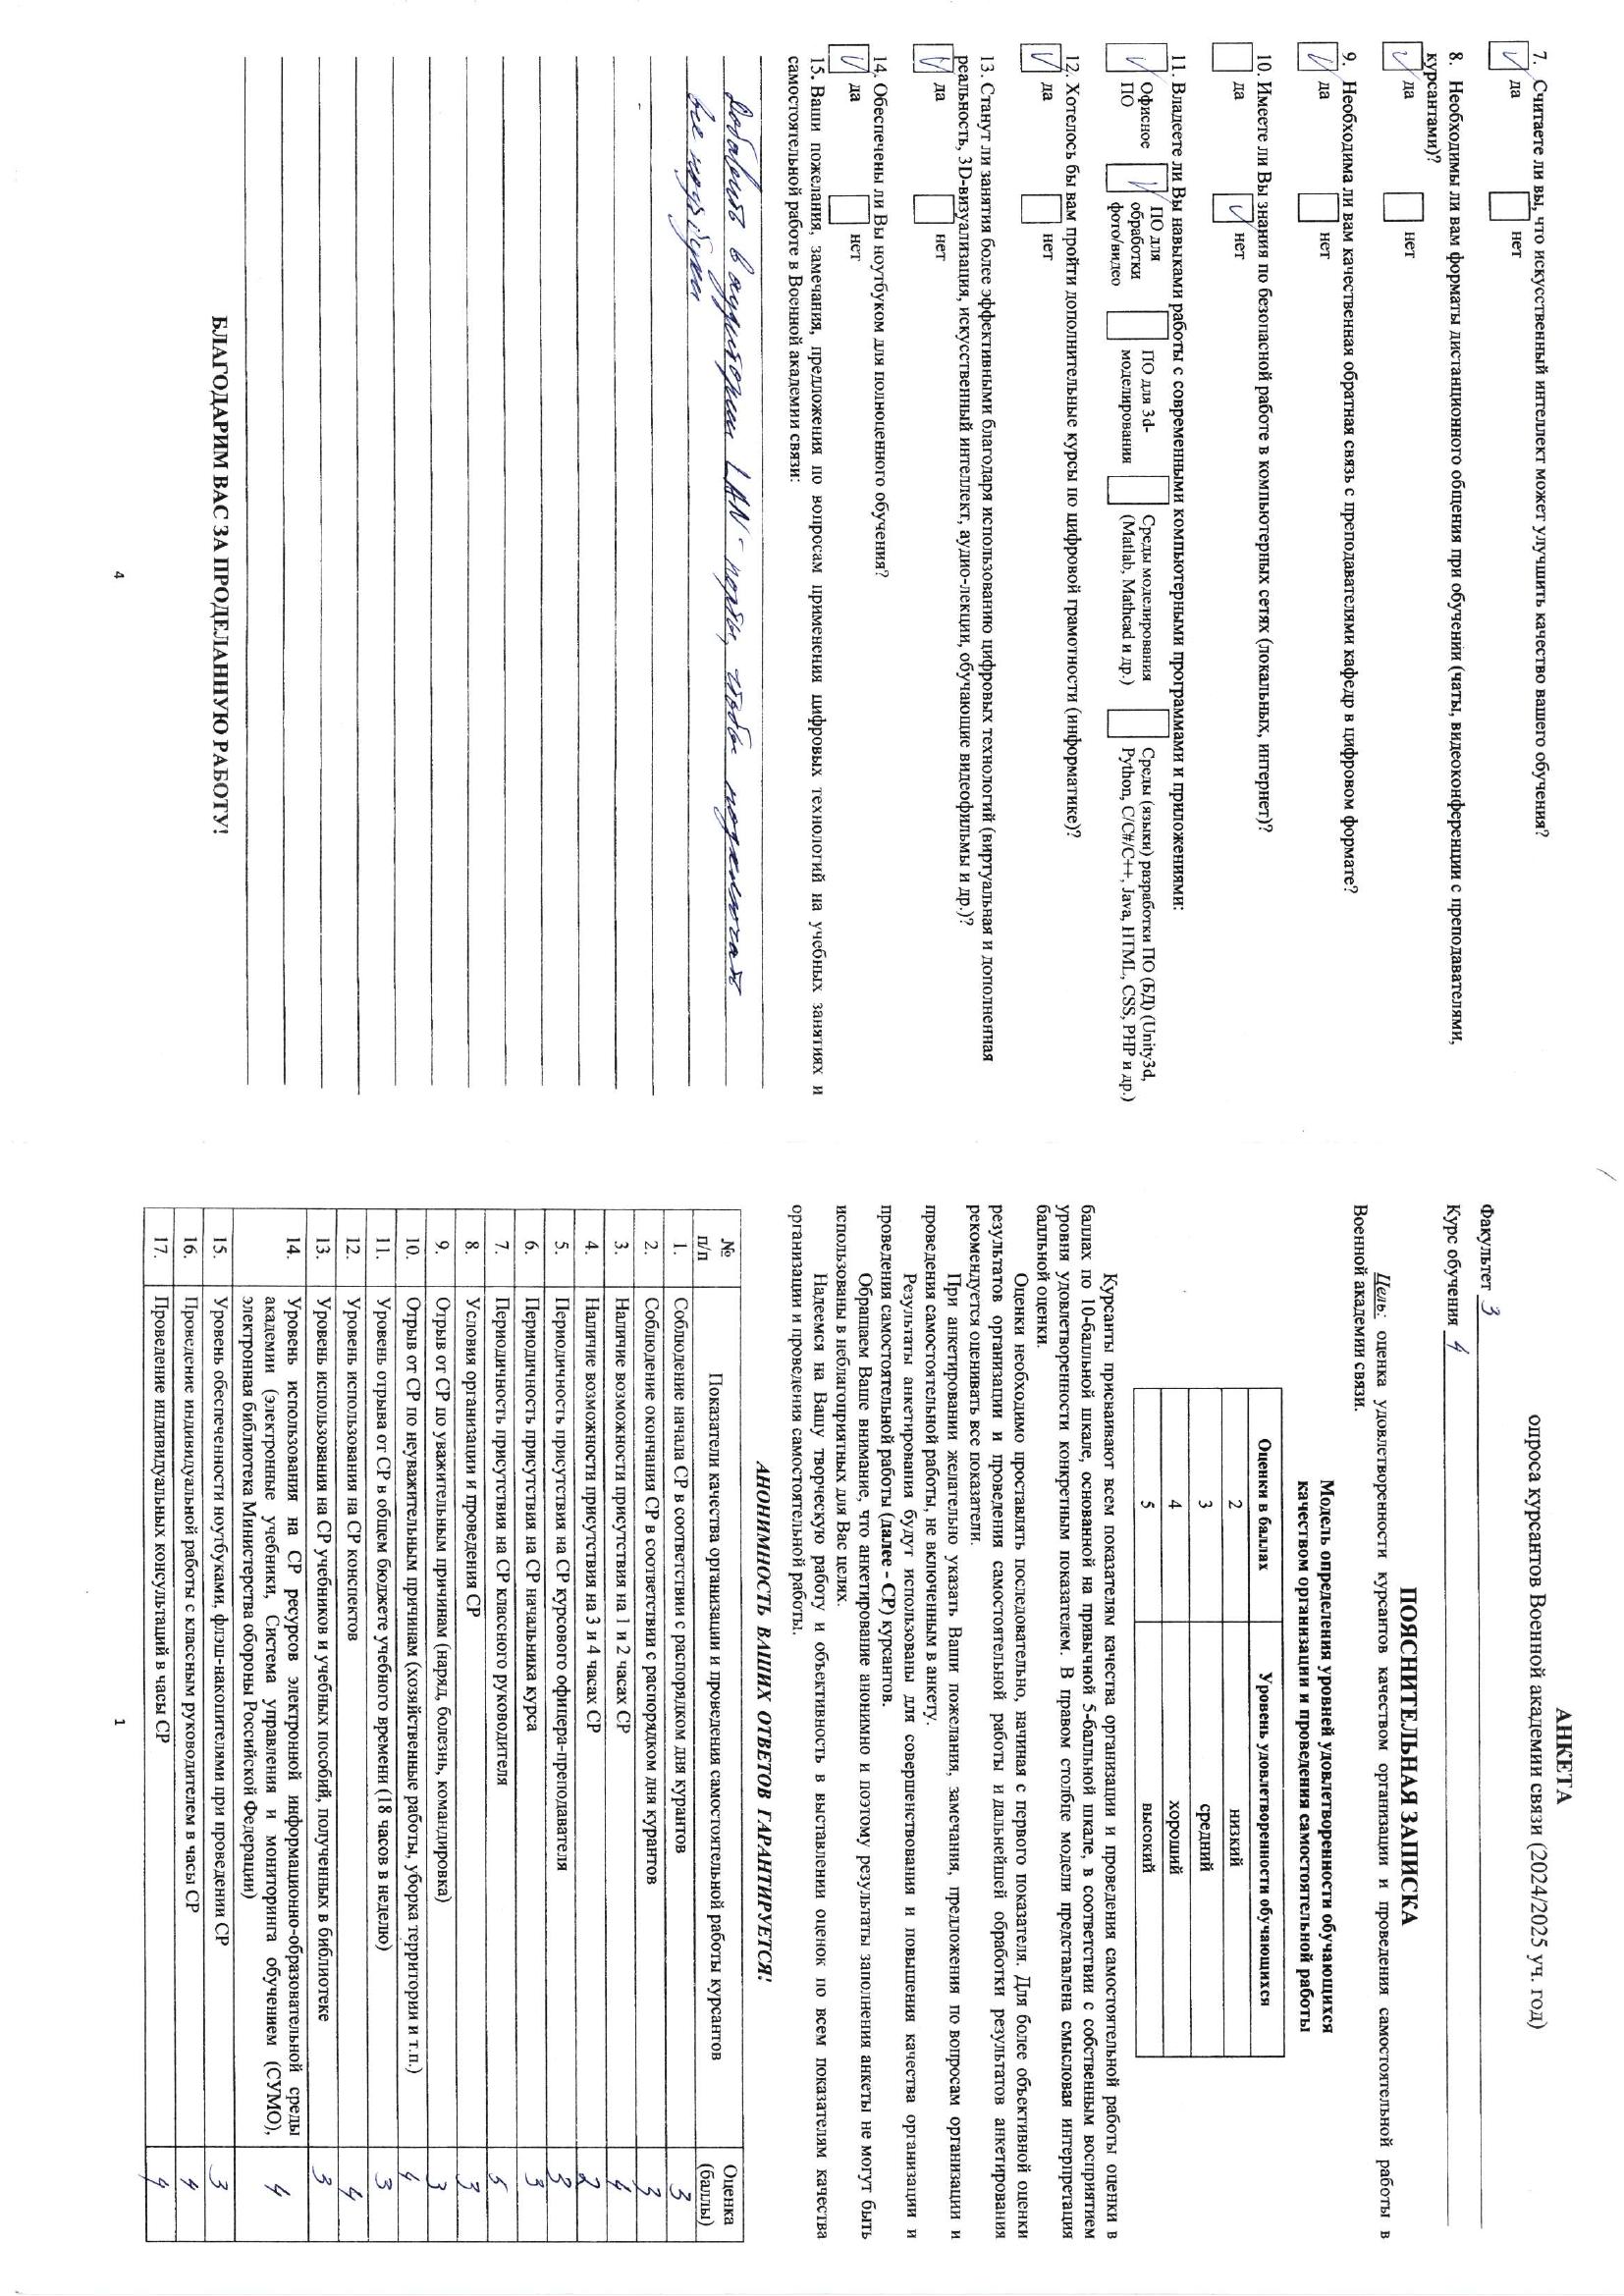 7. Считаете ли вы, что искусственный интеллект может улучшить качество вашего обучения?
да нет
8. Необходимы ли вам форматы дистанционного общения при обучении (чаты, видеоконференции с преподавателями,
курсантами)?
да нет
9. Необходима ли вам качественная обратная связь с преподавателями кафедр в цифровом формате?
да нет
10. Имеете ли Вы знания по безопасной работе в компьютерных сетях (локальных, интернет)?
да нет
11. Владеете ли Вы навыками работы с современными компьютерными программами и приложениями:
Офисное ПО
ПО для обработки фото/видео
ПО для 3d-моделирования
Среды моделирования (Matlab, Mathcad и др.)
Среды (языки) разработки ПО (БД) (Unity3d,
Python, C/C#/C++, Java, HTML, CSS, PHP и др.)
12. Хотелось бы вам пройти дополнительные курсы по цифровой грамотности (информатике)?
да нет
13. Станут ли занятия более эффективными благодаря использованию цифровых технологий (виртуальная и дополненная
реальность, 3D-визуализация, искусственный интеллект, аудио-лекции, обучающие видеофильмы и др.)?
да нет
14. Обеспечены ли Вы ноутбуком для полноценного обучения?
да нет
15. Ваши пожелания, замечания, предложения по вопросам применения цифровых технологий на учебных занятиях и
самостоятельной работе в Военной академии связи:
Добавить в аудитории LAN-порты, чтобы подключать
все ноутбуки
БЛАГОДАРИМ ВАС ЗА ПРОДЕЛАННУЮ РАБОТУ!
4
АНКЕТА
опроса курсантов Военной академии связи (2024/2025 уч. год)
Факультет 3
Курс обучения 4
ПОЯСНИТЕЛЬНАЯ ЗАПИСКА
Цель: оценка удовлетворенности курсантов качеством организации и проведения самостоятельной работы в
Военной академии связи.
Модель определения уровней удовлетворенности обучающихся
качеством организации и проведения самостоятельной работы
Оценки в баллах Уровень удовлетворенности обучающихся
2 низкий
3 средний
4 хороший
5 высокий
Курсанты присваивают всем показателям качества организации и проведения самостоятельной работы оценки в
баллах по 10-балльной шкале, основанной на привычной 5-балльной шкале, в соответствии с собственным восприятием
уровня удовлетворенности конкретным показателем. В правом столбце модели представлена смысловая интерпретация
бальной оценки.
Оценки необходимо проставлять последовательно, начиная с первого показателя. Для более объективной оценки
результатов организации и проведения самостоятельной работы и дальнейшей обработки результатов анкетирования
рекомендуется оценивать все показатели.
При анкетировании желательно указать Ваши пожелания, замечания, предложения по вопросам организации и
проведения самостоятельной работы, не включенным в анкету.
Результаты анкетирования будут использованы для совершенствования и повышения качества организации и
проведения самостоятельной работы (далее - СР) курсантов.
Обращаем Ваше внимание, что анкетирование анонимно и поэтому результаты заполнения анкеты не могут быть
использованы в неблагоприятных для Вас целях.
Надеемся на Вашу творческую работу и объективность в выставлении оценок по всем показателям качества
организации и проведения самостоятельной работы.
АНОНИМНОСТЬ ВАШИХ ОТВЕТОВ ГАРАНТИРУЕТСЯ!
№ п/п Показатели качества организации и проведения самостоятельной работы курсантов Оценка (баллы)
1. Соблюдение начала СР в соответствии с распорядком дня курантов 3
2. Соблюдение окончания СР в соответствии с распорядком дня курантов 3
3. Наличие возможности присутствия на 1 и 2 часах СР 4
4. Наличие возможности присутствия на 3 и 4 часах СР 2
5. Периодичность присутствия на СР курсового офицера-преподавателя 3
6. Периодичность присутствия на СР начальника курса 3
7. Периодичность присутствия на СР классного руководителя 5
8. Условия организации и проведения СР 3
9. Отрыв от СР по уважительным причинам (наряд, болезнь, командировка) 3
10. Отрыв от СР по неуважительным причинам (хозяйственные работы, уборка территории и т.п.) 4
11. Уровень отрыва от СР в общем бюджете учебного времени (18 часов в неделю) 3
12. Уровень использования на СР конспектов 4
13. Уровень использования на СР учебников и учебных пособий, полученных в библиотеке 3
14. Уровень использования на СР ресурсов электронной информационно-образовательной среды
академии (электронные учебники, Система управления и мониторинга обучением (СУМО),
электронная библиотека Министерства обороны Российской Федерации) 4
15. Уровень обеспеченности ноутбуками, флэш-накопителями при проведении СР 3
16. Проведение индивидуальной работы с классным руководителем в часы СР 4
17. Проведение индивидуальных консультаций в часы СР 4
1